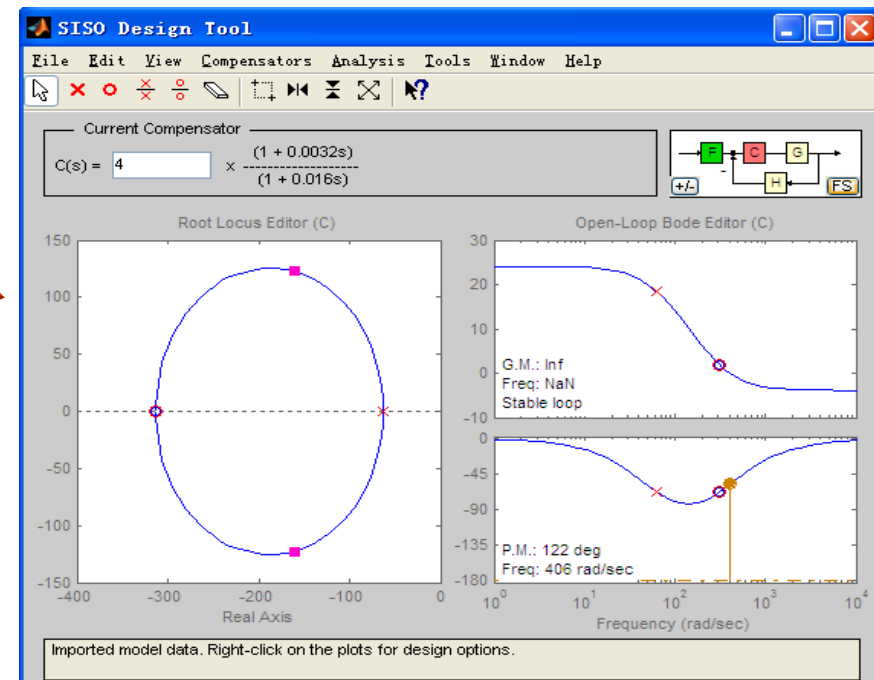 SISO Design Tool
File Edit View Compensators Analysis Tools Window Help
Current Compensator
C(s) = 4 x (1 + 0.0032s)
(1 + 0.016s)
F C G
- 
+/- H FS
Root Locus Editor (C)
150
100
50
0
-50
-100
-150
-400 -300 -200 -100 0
Real Axis
Open-Loop Bode Editor (C)
30
20
10
0
-10
G.M.: Inf
Freq: NaN
Stable loop
0
-45
-90
-135
-180
P.M.: 122 deg
Freq: 406 rad/sec
10^0 10^1 10^2 10^3 10^4
Frequency (rad/sec)
Imported model data. Right-click on the plots for design options.